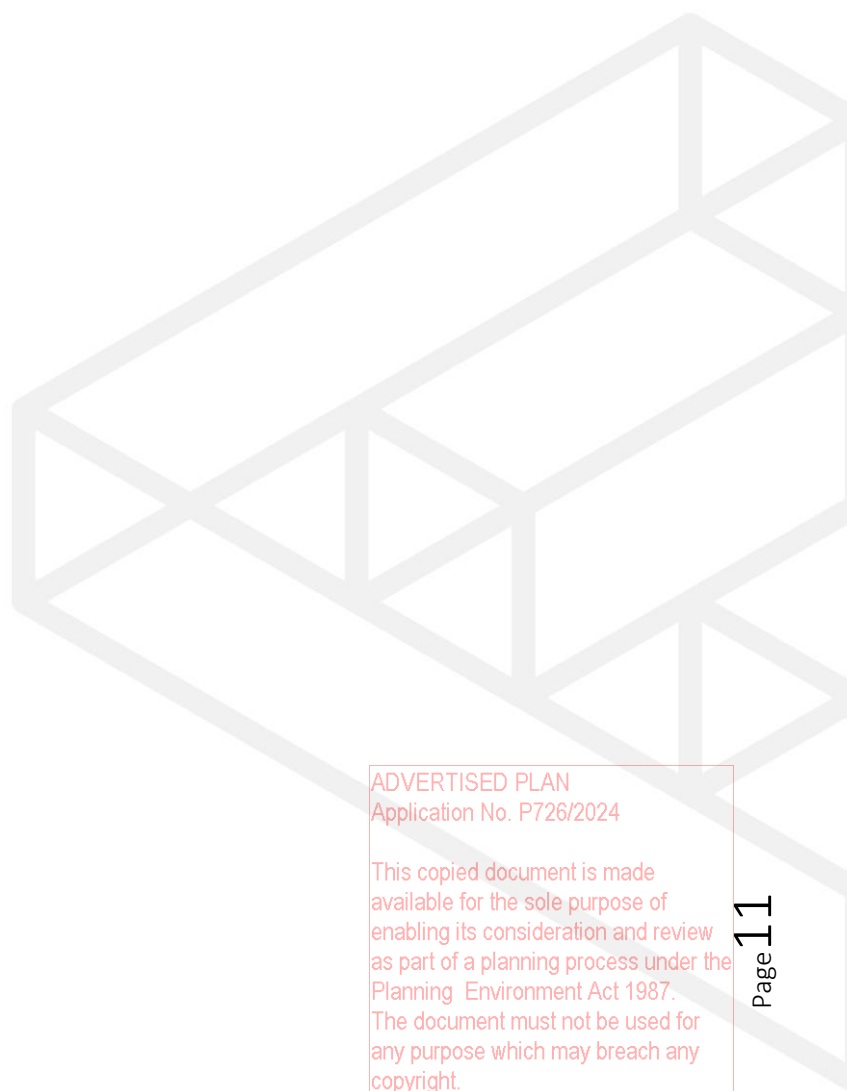 ADVERTISED PLAN
Application No. P726/2024
This copied document is made
available for the sole purpose of
enabling its consideration and review
as part of a planning process under the
Planning  Environment Act 1987.
The document must not be used for
any purpose which may breach any
copyright.
Page 11